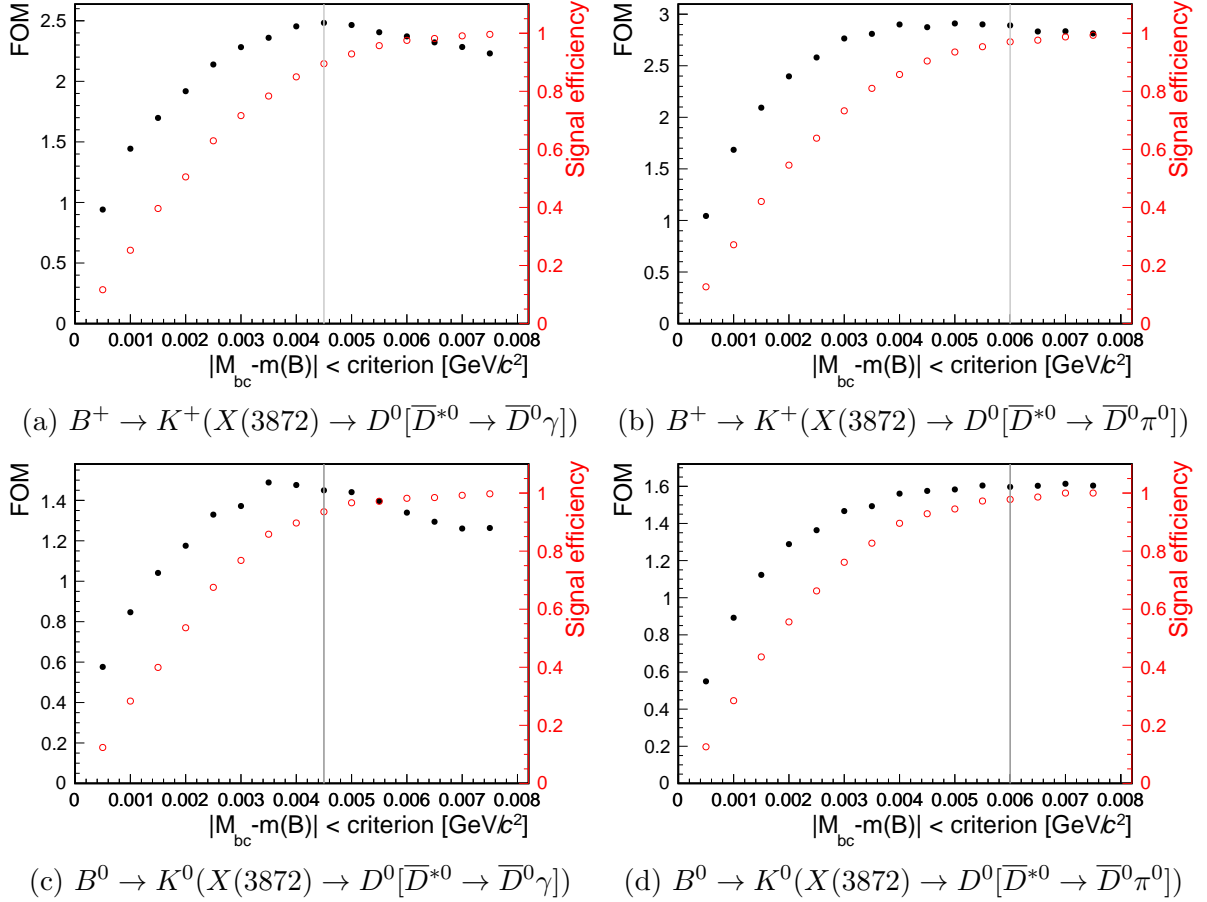 FOM
2.5
2
1.5
1
0.5
0
1
0.8
0.6
0.4
0.2
0
Signal efficiency
0 0.001 0.002 0.003 0.004 0.005 0.006 0.007 0.008
|M_bc-m(B)| < criterion [GeV/c²]
(a) B⁺ → K⁺(X(3872) → D⁰[D̅*⁰ → D̅⁰γ])
FOM
3
2.5
2
1.5
1
0.5
0
1
0.8
0.6
0.4
0.2
0
Signal efficiency
0 0.001 0.002 0.003 0.004 0.005 0.006 0.007 0.008
|M_bc-m(B)| < criterion [GeV/c²]
(b) B⁺ → K⁺(X(3872) → D⁰[D̅*⁰ → D̅⁰π⁰])
FOM
1.4
1.2
1
0.8
0.6
0.4
0.2
0
1
0.8
0.6
0.4
0.2
0
Signal efficiency
0 0.001 0.002 0.003 0.004 0.005 0.006 0.007 0.008
|M_bc-m(B)| < criterion [GeV/c²]
(c) B⁰ → K⁰(X(3872) → D⁰[D̅*⁰ → D̅⁰γ])
FOM
1.6
1.4
1.2
1
0.8
0.6
0.4
0.2
0
1
0.8
0.6
0.4
0.2
0
Signal efficiency
0 0.001 0.002 0.003 0.004 0.005 0.006 0.007 0.008
|M_bc-m(B)| < criterion [GeV/c²]
(d) B⁰ → K⁰(X(3872) → D⁰[D̅*⁰ → D̅⁰π⁰])